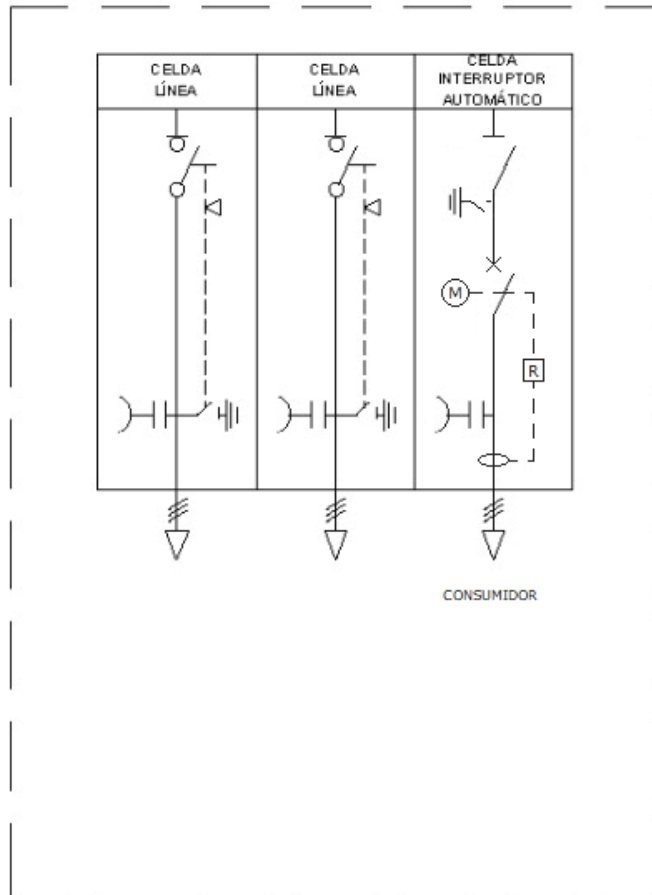 CELDA
LÍNEA
CELDA
LÍNEA
CELDA
INTERRUPTOR
AUTOMÁTICO
M
R
CONSUMIDOR